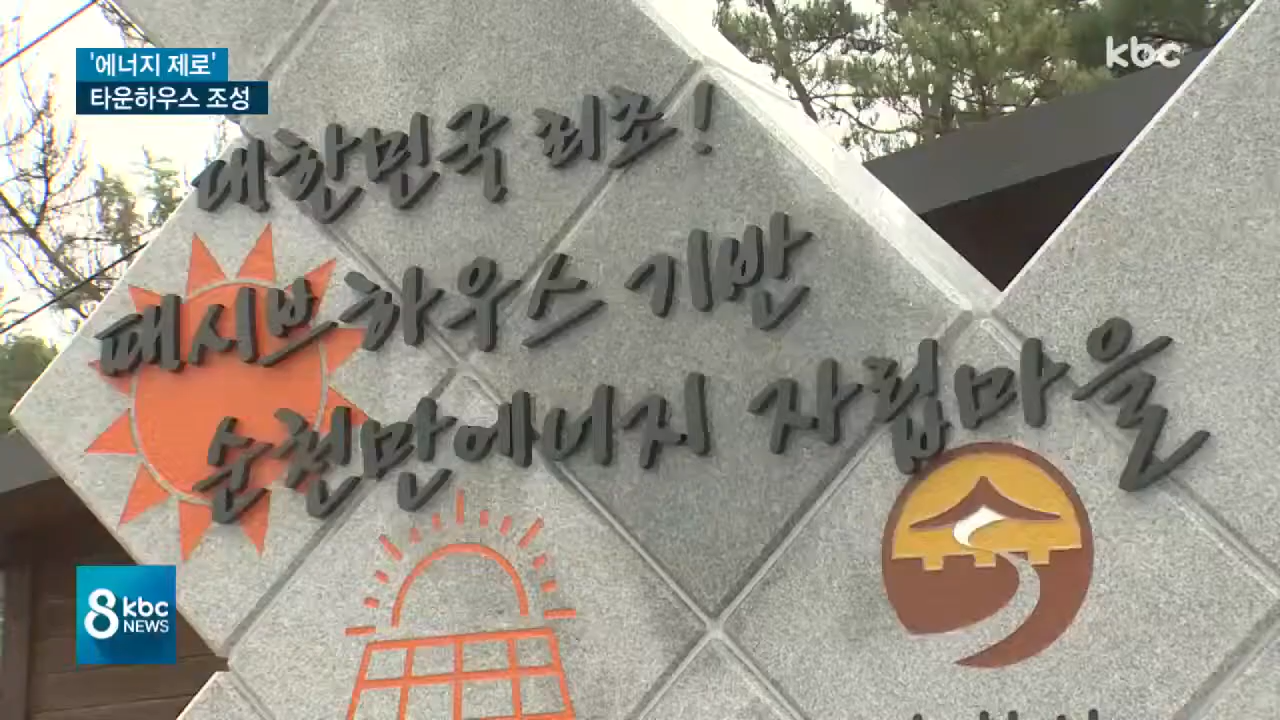 '에너지 제로'
타운하우스 조성
kbc
대한민국 최초!
패시브하우스 기반
순천만에너지 자립마을
8 kbc NEWS